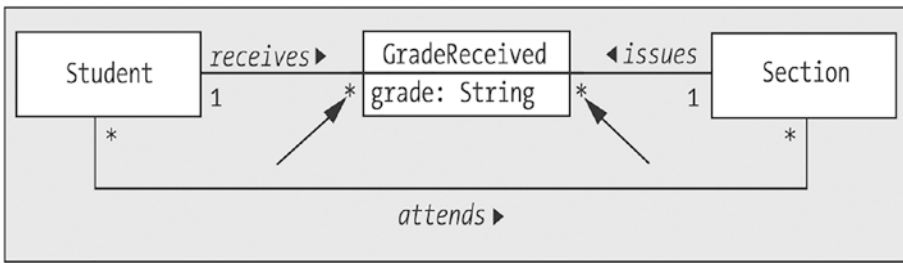 Student
receives ▶
1
*
*
GradeReceived
grade: String
*
◀ issues
1
Section
*
attends ▶